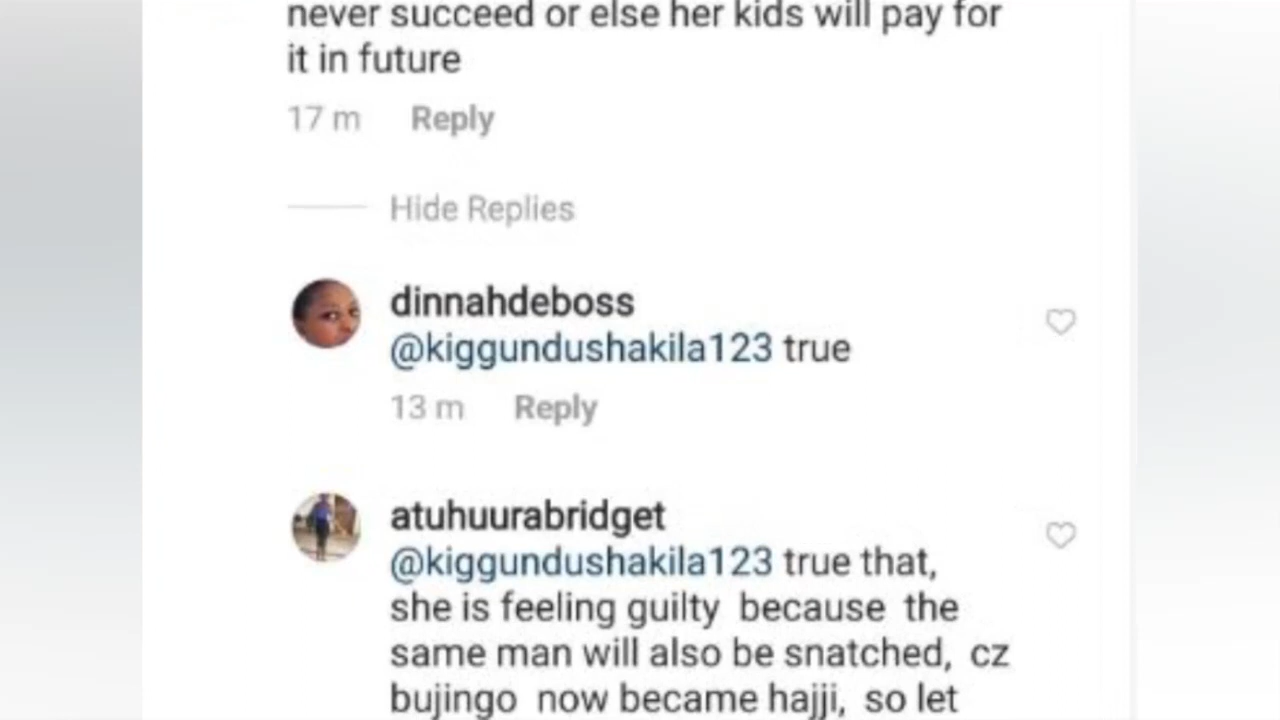 never succeed or else her kids will pay for
it in future
17 m Reply
Hide Replies
dinnahdeboss
@kiggundushakila123 true
13 m Reply
atuhuurabridget
@kiggundushakila123 true that,
she is feeling guilty because the
same man will also be snatched, cz
bujingo now became hajji, so let